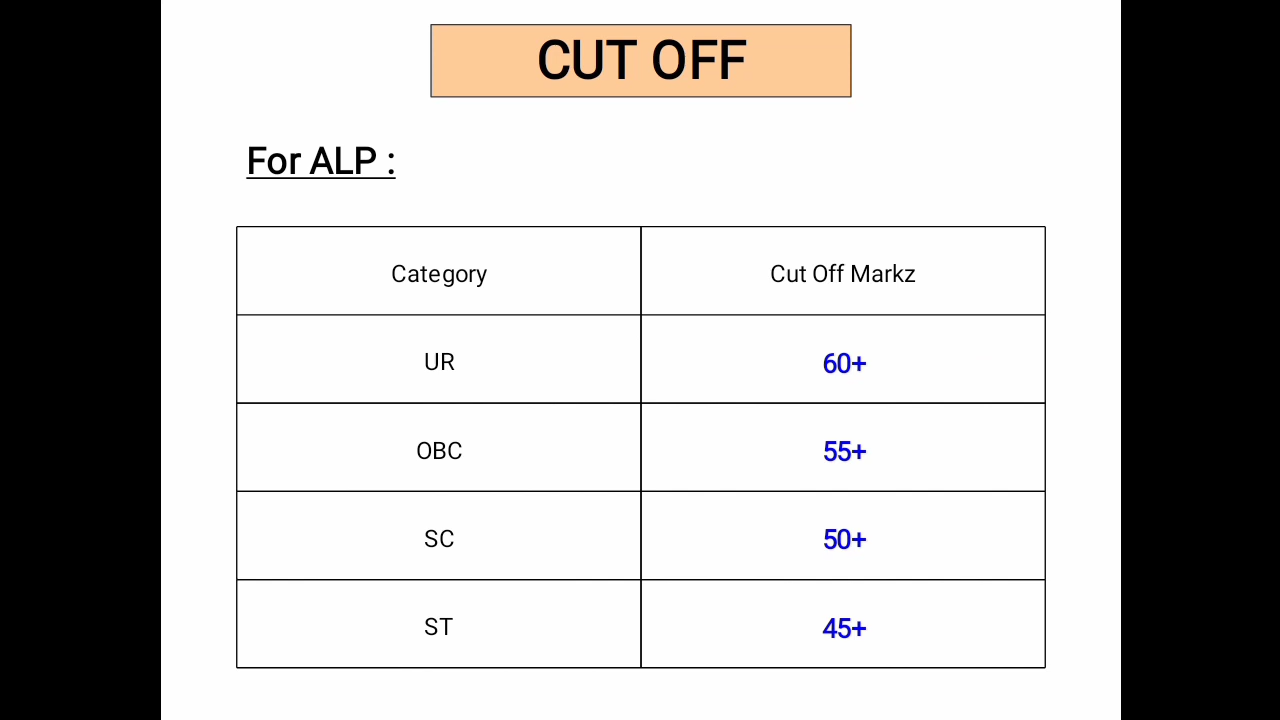 CUT OFF
For ALP :
Category Cut Off Markz
UR 60+
OBC 55+
SC 50+
ST 45+